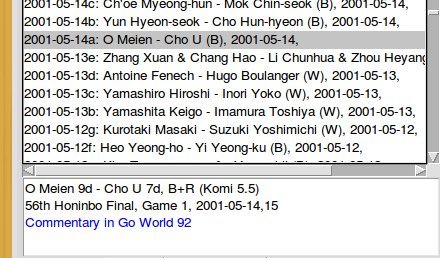 2001-05-14c: Ch'oe Myeong-hun - Mok Chin-seok (B), 2001-05-14,
2001-05-14b: Yun Hyeon-seok - Cho Hun-hyeon (B), 2001-05-14,
2001-05-14a: O Meien - Cho U (B), 2001-05-14,
2001-05-13e: Zhang Xuan & Chang Hao - Li Chunhua & Zhou Heyang
2001-05-13d: Antoine Fenech - Hugo Boulanger (W), 2001-05-13,
2001-05-13c: Yamashiro Hiroshi - Inori Yoko (W), 2001-05-13,
2001-05-13b: Yamashita Keigo - Imamura Toshiya (W), 2001-05-13,
2001-05-12g: Kurotaki Masaki - Suzuki Yoshimichi (W), 2001-05-12,
2001-05-12f: Heo Yeong-ho - Yi Yeong-ku (B), 2001-05-12,
O Meien 9d - Cho U 7d, B+R (Komi 5.5)
56th Honinbo Final, Game 1, 2001-05-14,15
Commentary in Go World 92